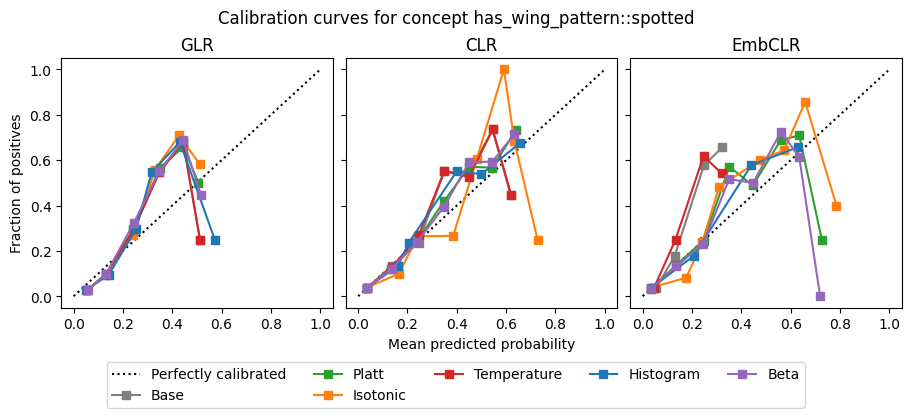 Calibration curves for concept has_wing_pattern::spotted
GLR
CLR
EmbCLR
Fraction of positives
1.0
0.8
0.6
0.4
0.2
0.0
0.0 0.2 0.4 0.6 0.8 1.0
0.0 0.2 0.4 0.6 0.8 1.0
0.0 0.2 0.4 0.6 0.8 1.0
Mean predicted probability
Perfectly calibrated Platt Temperature Histogram Beta
Base Isotonic